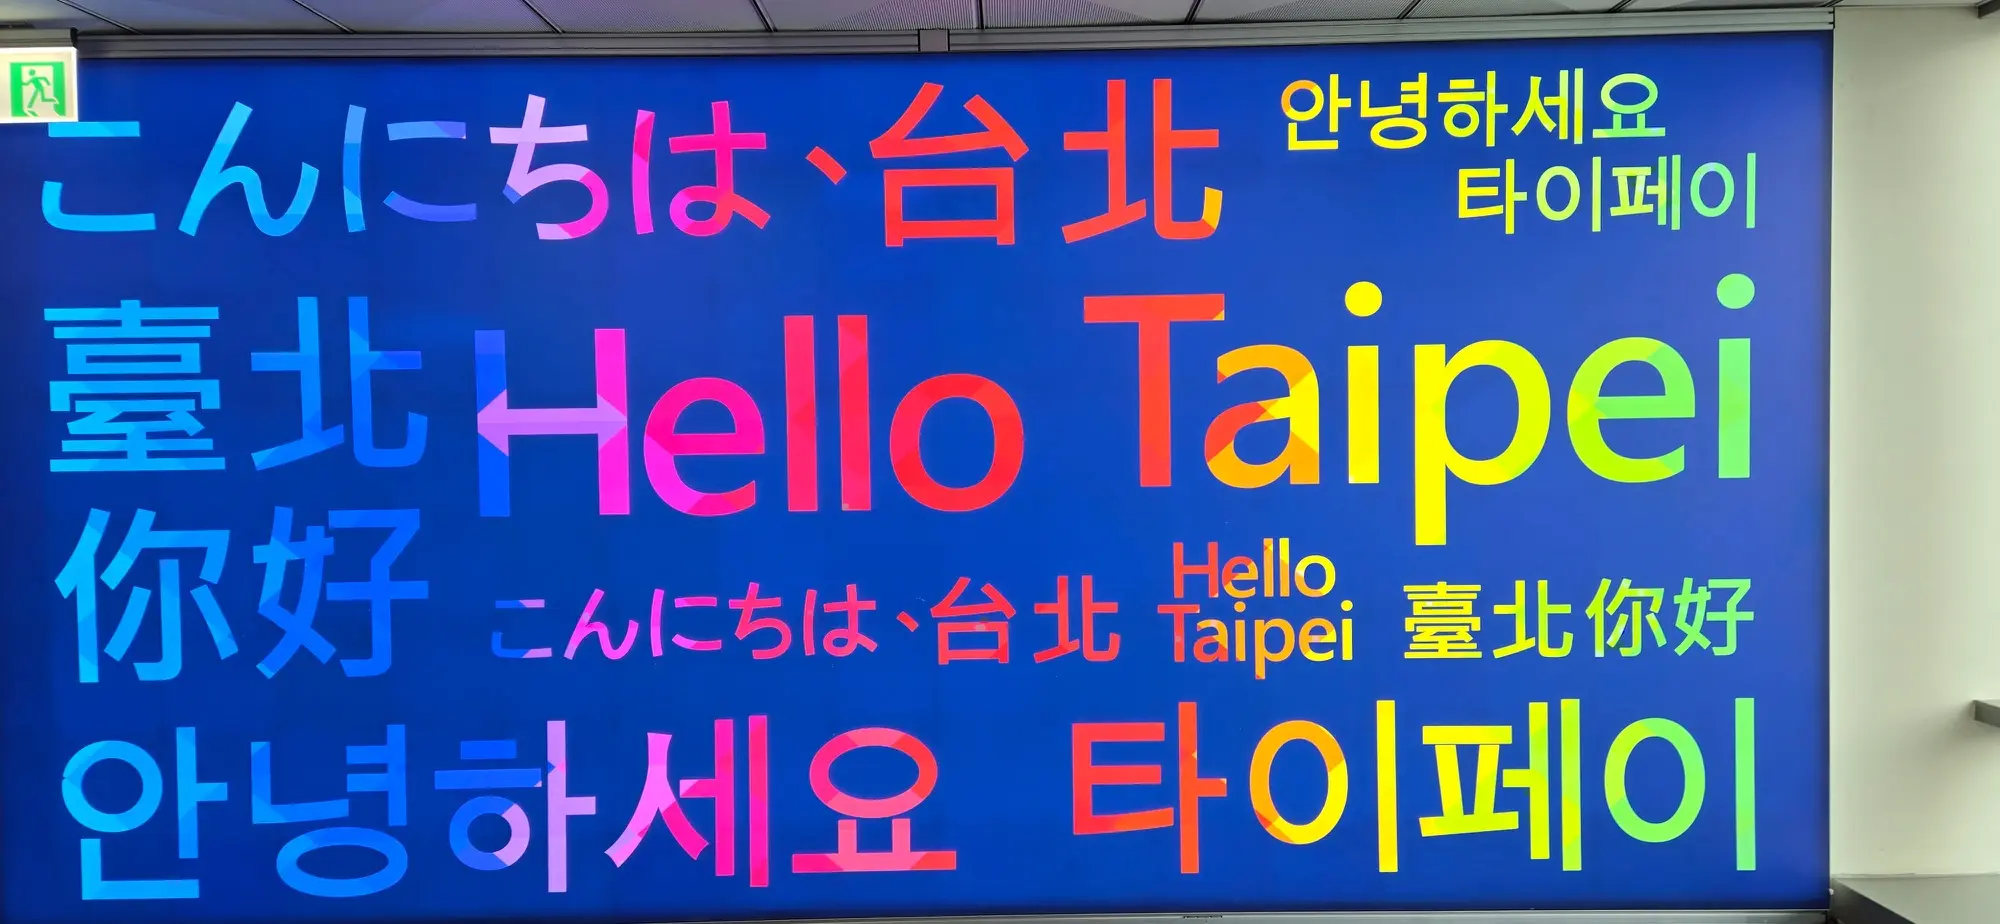 こんにちは、台北
안녕하세요
타이페이
臺北
你好
Hello Taipei
こんにちは、台北
Hello
Taipei
臺北你好
안녕하세요 타이페이